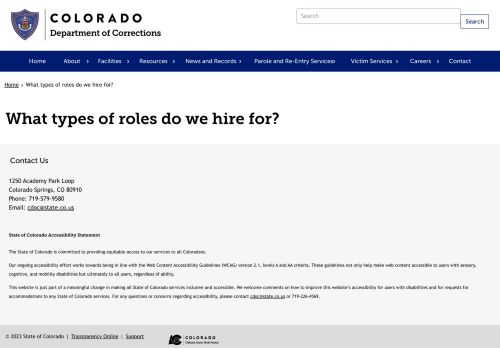 COLORADO
Department of Corrections
Search
Search
Home About Facilities Resources News and Records Parole and Re-Entry Services Victim Services Careers Contact
Home › What types of roles do we hire for?
What types of roles do we hire for?
Contact Us
1250 Academy Park Loop
Colorado Springs, CO 80910
Phone: 719-579-9580
Email: cdoc@state.co.us
State of Colorado Accessibility Statement
The State of Colorado is committed to providing equitable access to our services to all Coloradans.
Our ongoing accessibility effort works towards being in line with the Web Content Accessibility Guidelines (WCAG) version 2.1, levels A and AA criteria. These guidelines not only help make web content accessible to users with sensory,
cognitive, and mobility disabilities but ultimately to all users, regardless of ability.
This website is just part of a meaningful change in making all State of Colorado services inclusive and accessible. We welcome comments on how to improve this website's accessibility for users with disabilities and for requests for
accommodations to any State of Colorado services. For any questions or concerns regarding accessibility, please contact cdoc@state.co.us or 719-226-4569.
© 2023 State of Colorado | Transparency Online | Support
COLORADO
Official State Web Portal